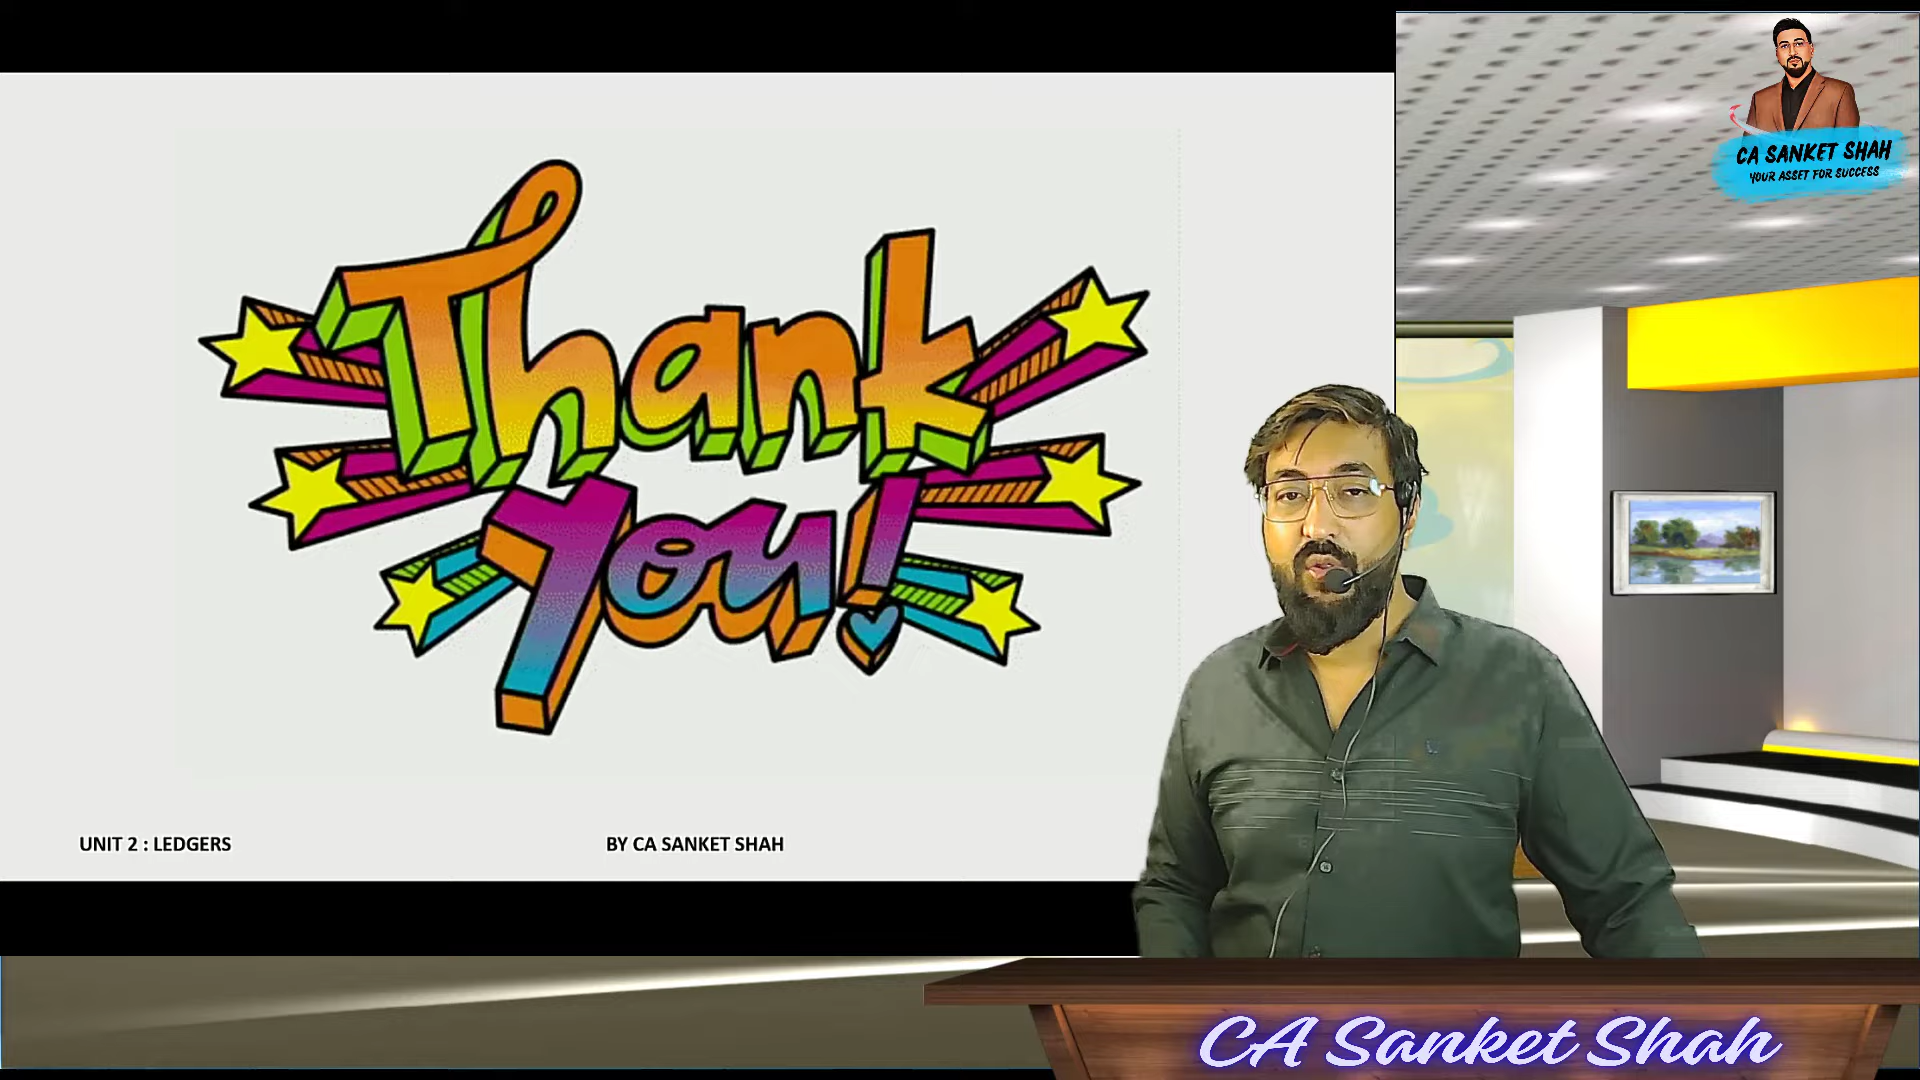 Thank
You!
UNIT 2 : LEDGERS
BY CA SANKET SHAH
CA SANKET SHAH
YOUR ASSET FOR SUCCESS
CA Sanket Shah